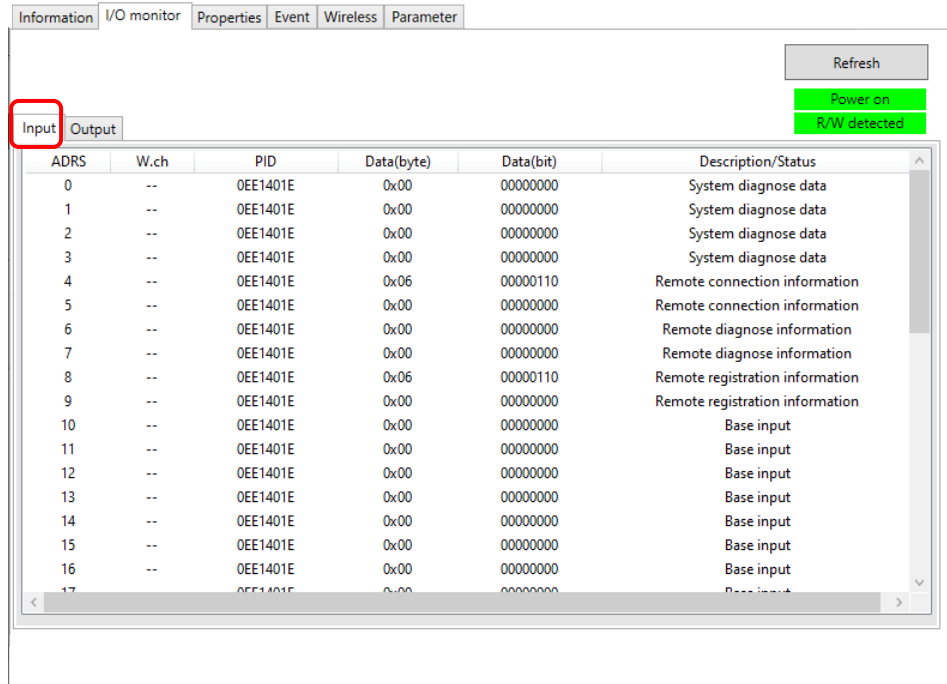 Information I/O monitor Properties Event Wireless Parameter
Refresh
Power on
R/W detected
Input Output
ADRS W.ch PID Data(byte) Data(bit) Description/Status
0 -- 0EE1401E 0x00 00000000 System diagnose data
1 -- 0EE1401E 0x00 00000000 System diagnose data
2 -- 0EE1401E 0x00 00000000 System diagnose data
3 -- 0EE1401E 0x00 00000000 System diagnose data
4 -- 0EE1401E 0x06 00000110 Remote connection information
5 -- 0EE1401E 0x00 00000000 Remote connection information
6 -- 0EE1401E 0x00 00000000 Remote diagnose information
7 -- 0EE1401E 0x00 00000000 Remote diagnose information
8 -- 0EE1401E 0x06 00000110 Remote registration information
9 -- 0EE1401E 0x00 00000000 Remote registration information
10 -- 0EE1401E 0x00 00000000 Base input
11 -- 0EE1401E 0x00 00000000 Base input
12 -- 0EE1401E 0x00 00000000 Base input
13 -- 0EE1401E 0x00 00000000 Base input
14 -- 0EE1401E 0x00 00000000 Base input
15 -- 0EE1401E 0x00 00000000 Base input
16 -- 0EE1401E 0x00 00000000 Base input
17 -- 0EE1401E 0x00 00000000 Base input